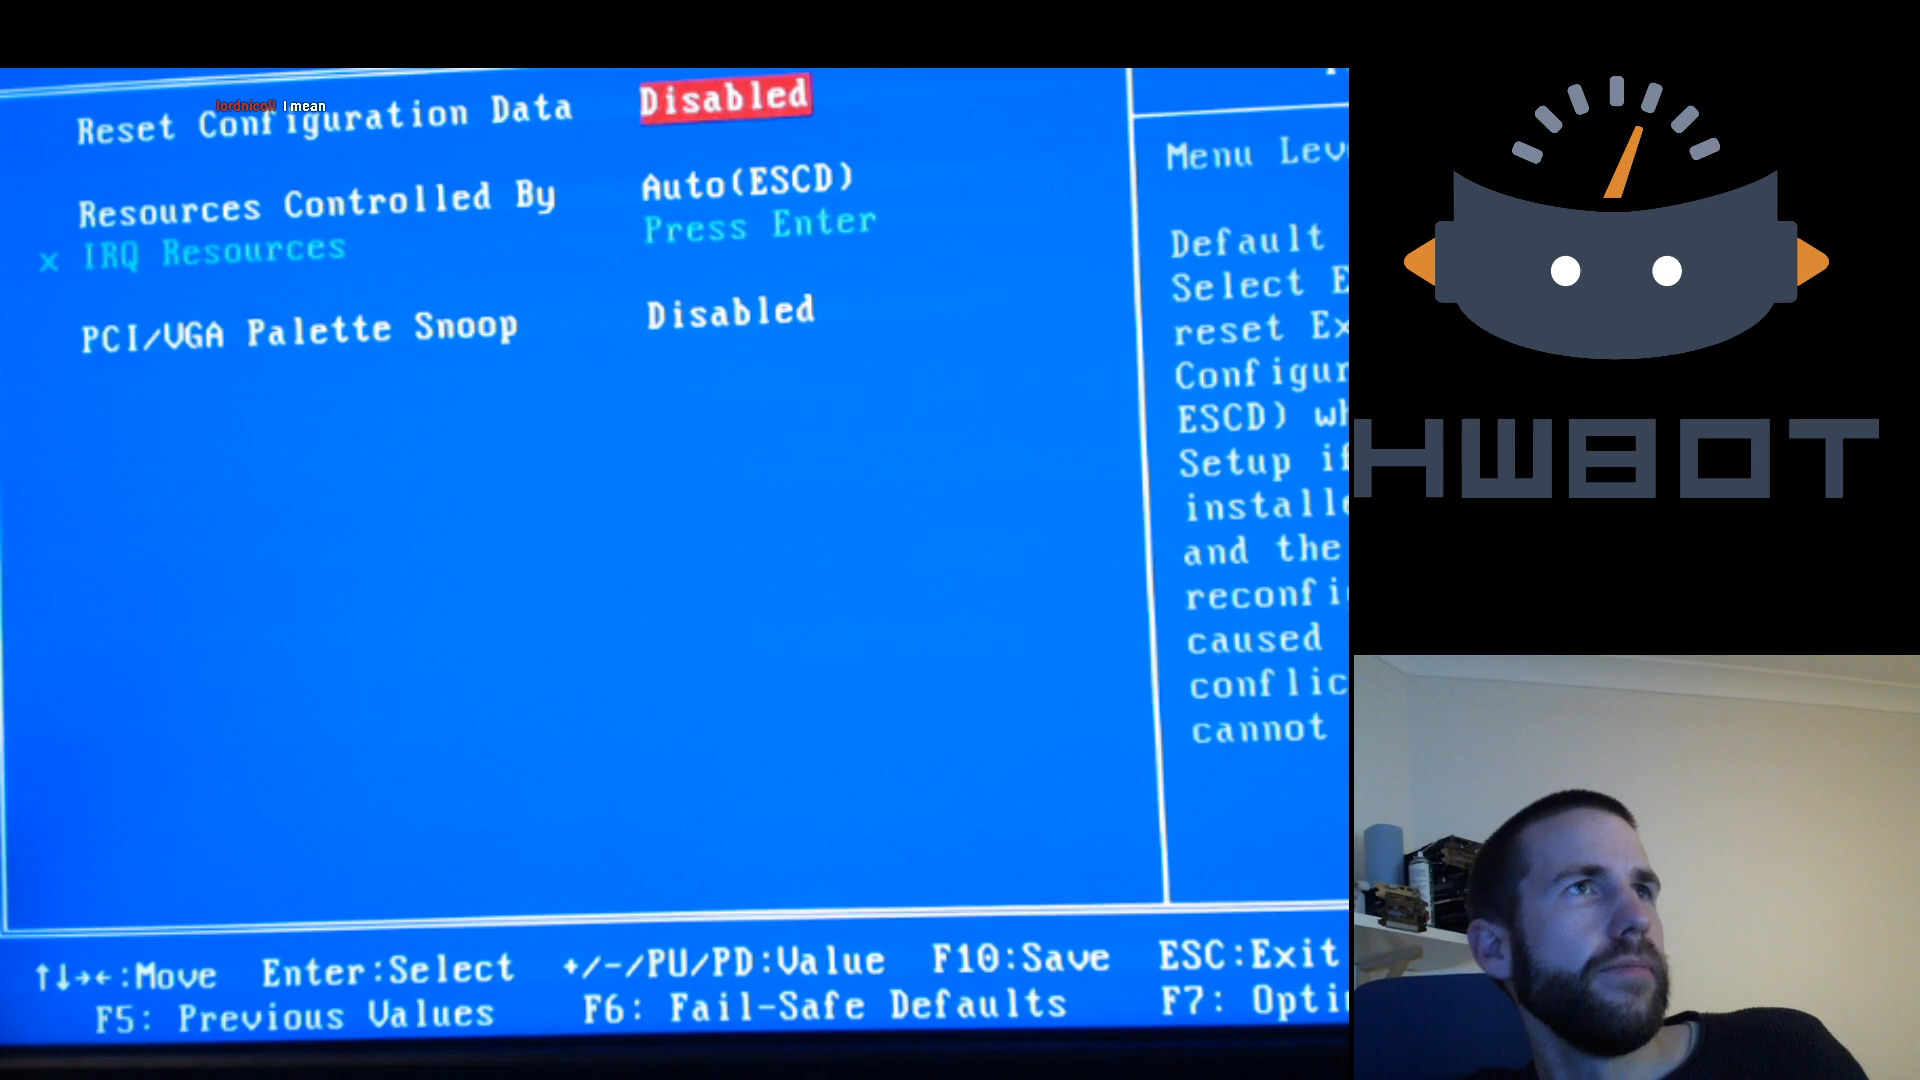 lordnicoll I mean
Reset Configuration Data Disabled
Resources Controlled By Auto(ESCD)
x IRQ Resources Press Enter
PCI/VGA Palette Snoop Disabled
Menu Lev
Default
Select E
reset Ex
Configur
ESCD) wh
Setup if
install
and the
reconfi
caused
conflic
cannot
↑↓→←:Move Enter:Select +/-/PU/PD:Value F10:Save ESC:Exit
F5: Previous Values F6: Fail-Safe Defaults F7: Opti
HWBOT